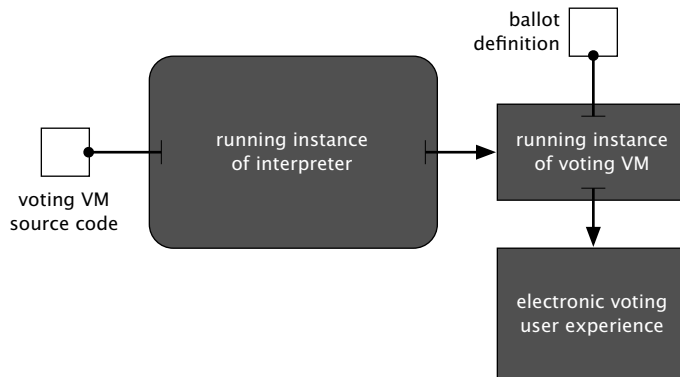 ballot
definition
running instance
of interpreter
running instance
of voting VM
voting VM
source code
electronic voting
user experience